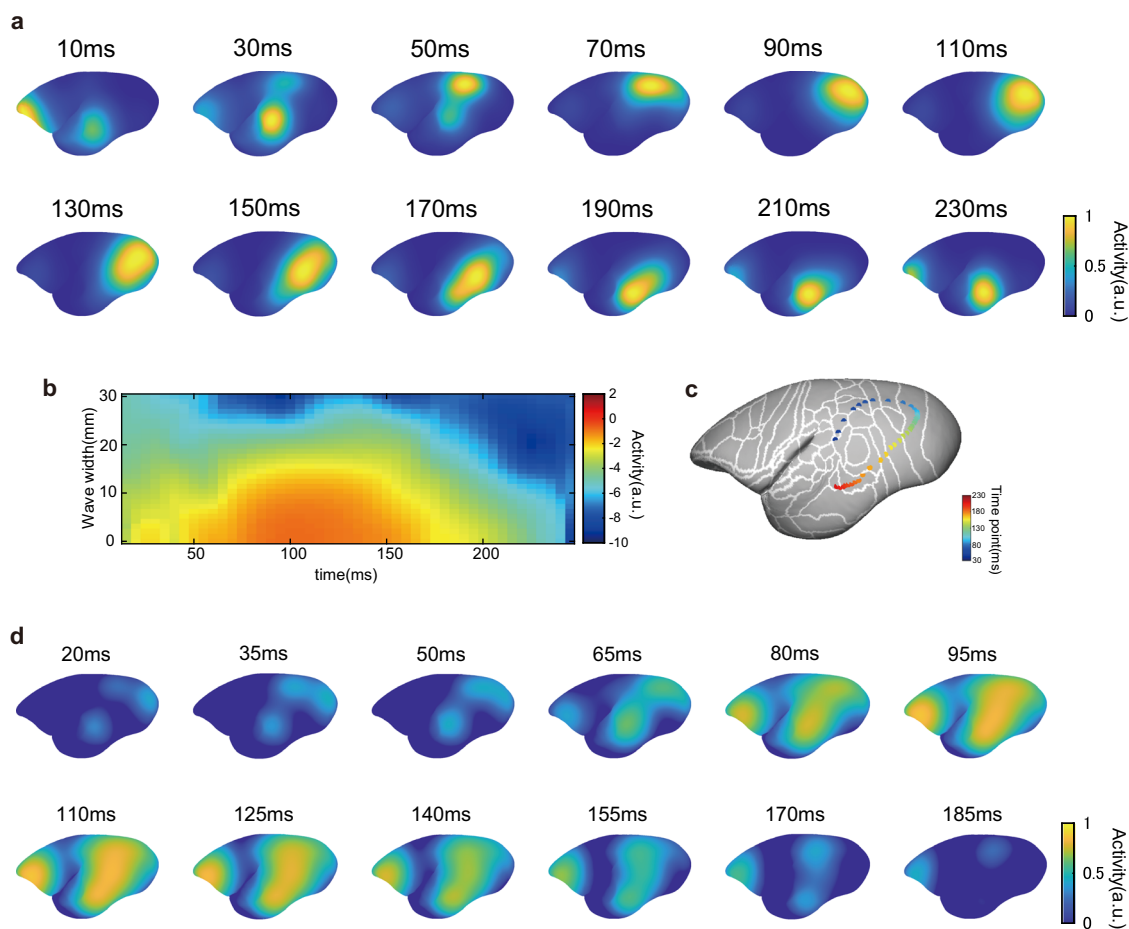 a
10ms 30ms 50ms 70ms 90ms 110ms
130ms 150ms 170ms 190ms 210ms 230ms
1
0.5
0
Activity(a.u.)
b
30
20
10
0
Wave width(mm)
50 100 150 200
time(ms)
2
0
-2
-4
-6
-8
-10
Activity(a.u.)
c
230
180
130
80
30
Time point(ms)
d
20ms 35ms 50ms 65ms 80ms 95ms
110ms 125ms 140ms 155ms 170ms 185ms
1
0.5
0
Activity(a.u.)